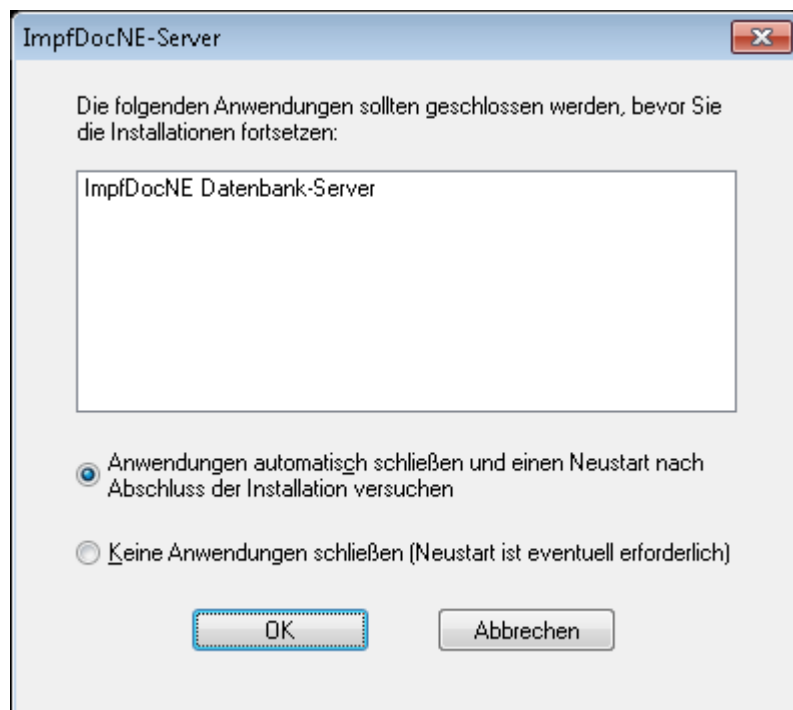 ImpfDocNE-Server
Die folgenden Anwendungen sollten geschlossen werden, bevor Sie
die Installationen fortsetzen:
ImpfDocNE Datenbank-Server
Anwendungen automatisch schließen und einen Neustart nach
Abschluss der Installation versuchen
Keine Anwendungen schließen (Neustart ist eventuell erforderlich)
OK
Abbrechen